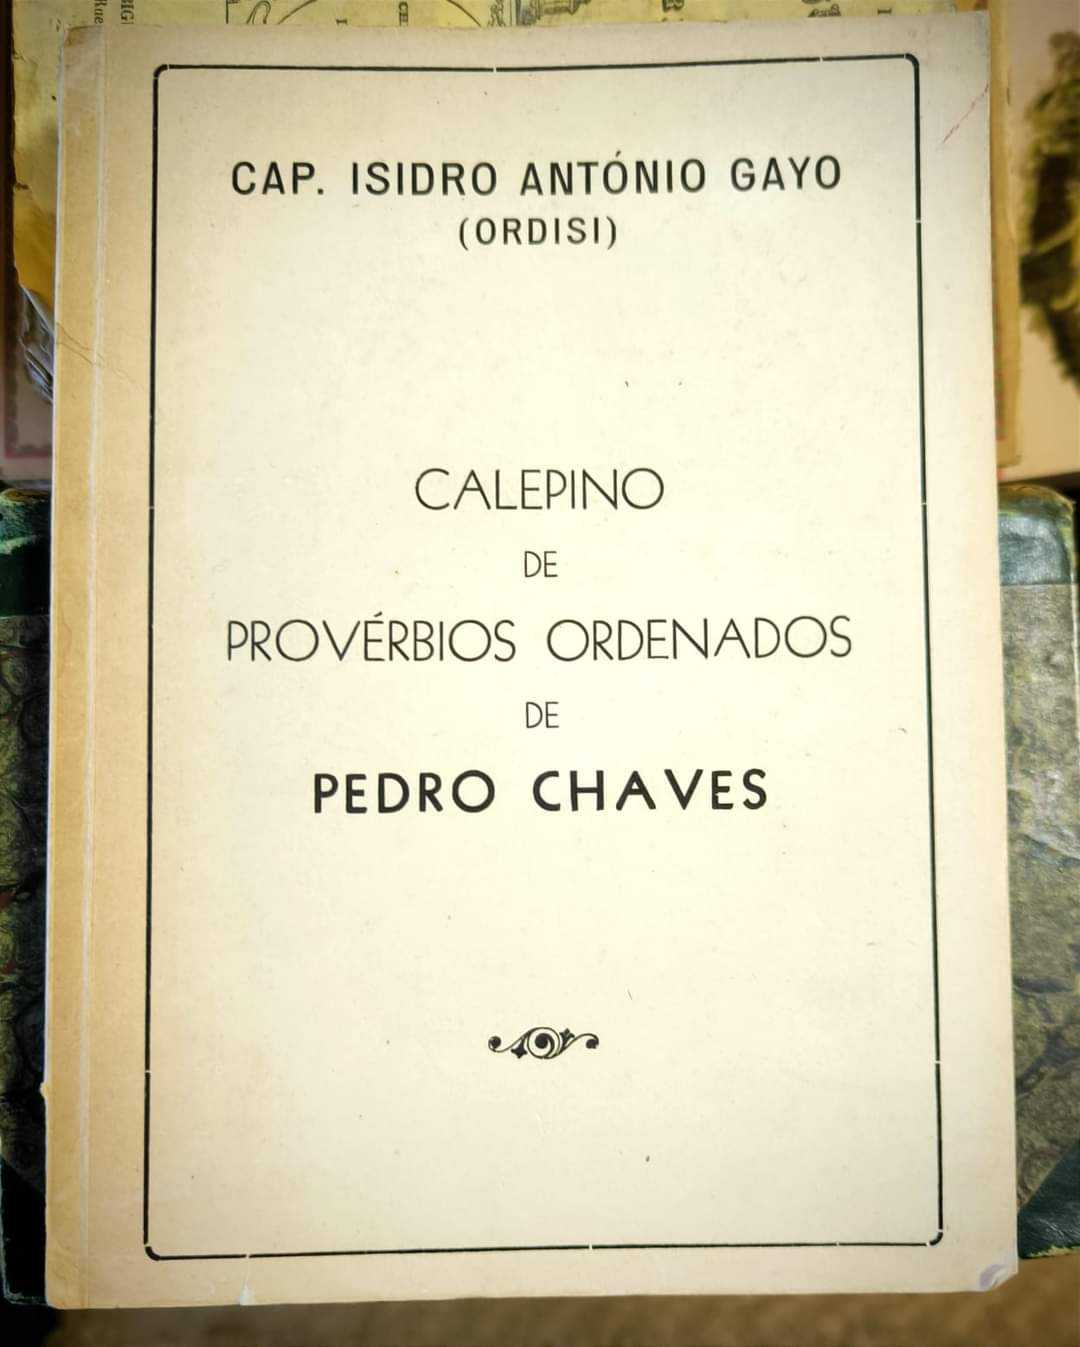 CAP. ISIDRO ANTÓNIO GAYO
(ORDISI)
CALEPINO
DE
PROVÉRBIOS ORDENADOS
DE
PEDRO CHAVES